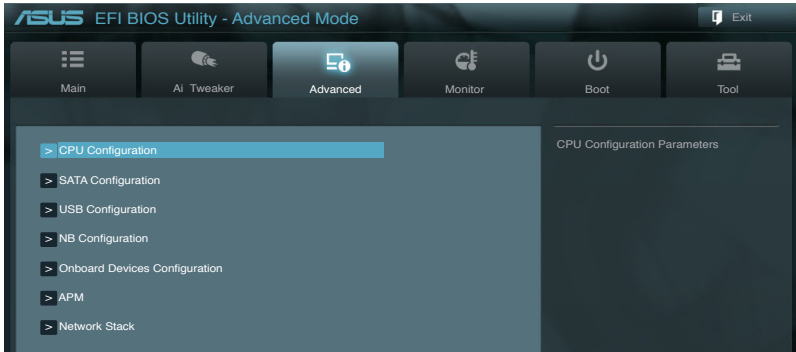 ASUS EFI BIOS Utility - Advanced Mode
Exit
Main
Ai Tweaker
Advanced
Monitor
Boot
Tool
> CPU Configuration
CPU Configuration Parameters
> SATA Configuration
> USB Configuration
> NB Configuration
> Onboard Devices Configuration
> APM
> Network Stack